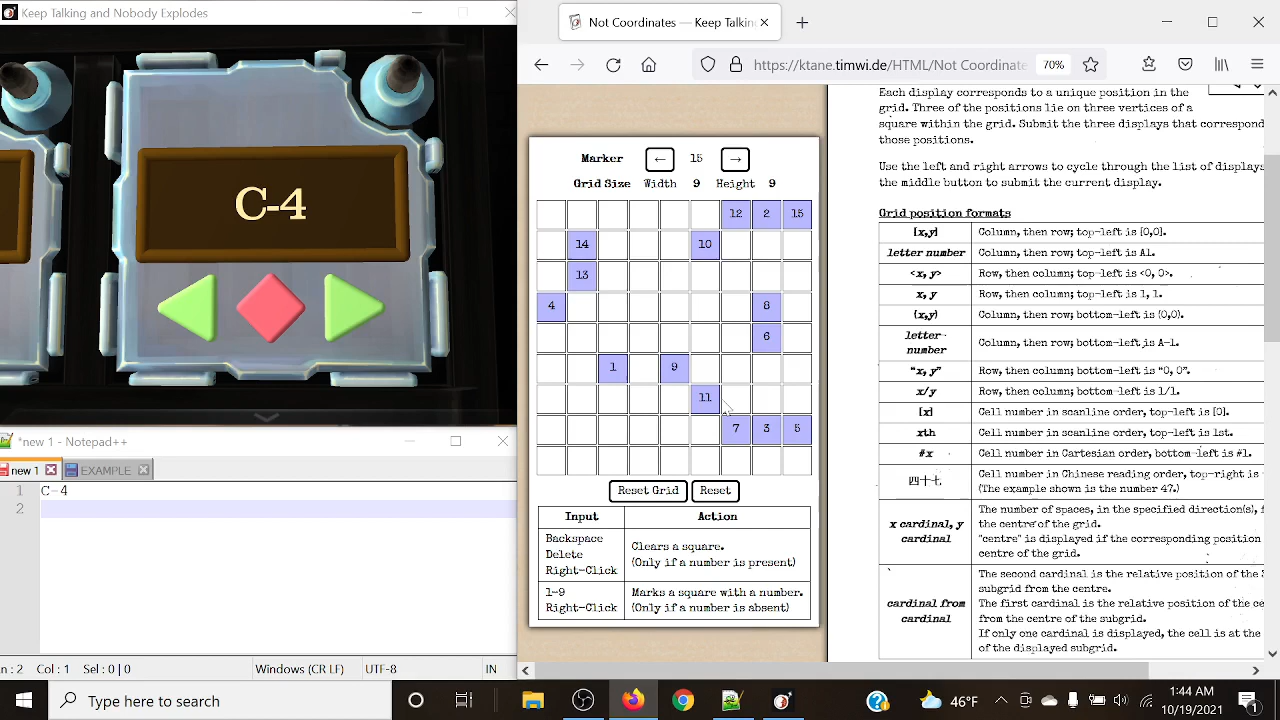 Keep Talking and Nobody Explodes
C-4
*new 1 - Notepad++
new 1
EXAMPLE
1
C-4
2
n : 2 Col : 1 Sel : 0 | 0
Windows (CR LF)
UTF-8
IN
Not Coordinates — Keep Talkin
https://ktane.timwi.de/HTML/Not Coordinate
70%
Marker ← 15 →
Grid Size Width 9 Height 9
12 2 15
14 10
13
4 8
6
1 9
11
7 3 5
Reset Grid Reset
Input Action
Backspace
Delete
Right-Click
Clears a square.
(Only if a number is present)
1-9
Right-Click
Marks a square with a number.
(Only if a number is absent)
Each display corresponds to a unique position in the
grid. Three of the positions lie on three vertices of a
square within the grid. Submit the three displays that correspond
those positions.
Use the left and right arrows to cycle through the list of display
the middle button to submit the current display.
Grid position formats
[x,y] Column, then row; top-left is [0,0].
letter number Column, then row; top-left is A1.
<x, y> Row, then column; top-left is <0, 0>.
x, y Row, then column; top-left is 1, 1.
(x,y) Column, then row; bottom-left is (0,0).
letter-
number
Column, then row; bottom-left is A-1.
“x, y” Row, then column; bottom-left is “0, 0”.
x/y Row, then column; bottom-left is 1/1.
[x] Cell number in scanline order, top-left is [0].
xth Cell number in scanline order, top-left is 1st.
#x Cell number in Cartesian order, bottom-left is #1.
四十七
Cell number in Chinese reading order, top-right is
(The example shown is the number 47.)
x cardinal, y
cardinal
The number of spaces, in the specified direction(s), f
the centre of the grid.
“centre” is displayed if the corresponding position
centre of the grid.
cardinal from
cardinal
The second cardinal is the relative position of the
subgrid from the centre.
The first cardinal is the relative position of the ce
from the centre of the subgrid.
If only one cardinal is displayed, the cell is at the
of the displayed subgrid.
Type here to search
46°F
1:44 AM
10/19/2021